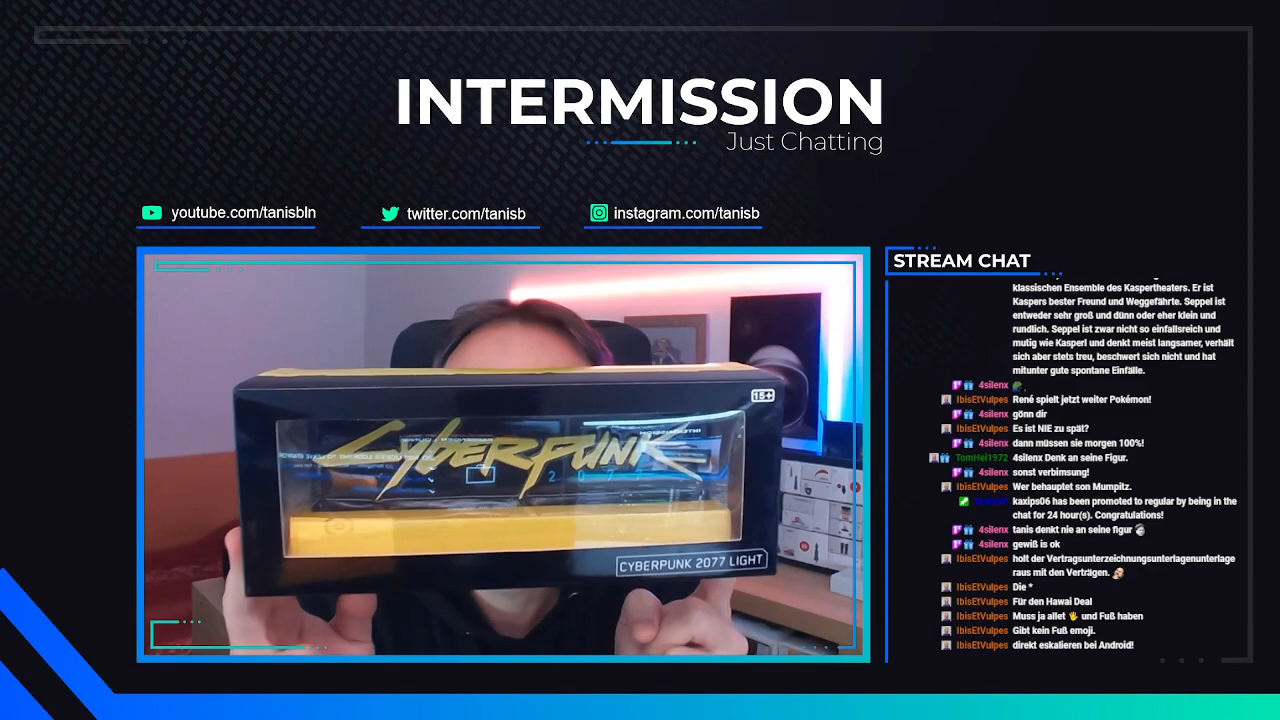 INTERMISSION
Just Chatting
youtube.com/tanisbln
twitter.com/tanisb
instagram.com/tanisb
STREAM CHAT
klassischen Ensemble des Kaspertheaters. Er ist
Kaspers bester Freund und Weggefährte. Seppel ist
entweder sehr groß und dünn oder eher klein und
rundlich. Seppel ist zwar nicht so einfallsreich und
mutig wie Kasperl und denkt meist langsamer, verhält
sich aber stets treu, beschwert sich nicht und hat
mitunter gute spontane Einfälle.
4silenx
IbisEtVulpes René spielt jetzt weiter Pokémon!
4silenx gönn dir
IbisEtVulpes Es ist NIE zu spät?
4silenx dann müssen sie morgen 100%!
TomHei1972 4silenx Denk an seine Figur.
4silenx sonst verbimsung!
IbisEtVulpes Wer behauptet son Mumpitz.
kaxips06 has been promoted to regular by being in the
chat for 24 hour(s). Congratulations!
4silenx tanis denkt nie an seine figur
4silenx gewiß is ok
IbisEtVulpes holt der Vertragsunterzeichnungsunterlagenunterlage
raus mit den Verträgen.
IbisEtVulpes Die *
IbisEtVulpes Für den Hawai Deal
IbisEtVulpes Muss ja allet 🖐 und Fuß haben
IbisEtVulpes Gibt kein Fuß emoji.
IbisEtVulpes direkt eskalieren bei Android!
15+
CYBERPUNK
2077
CYBERPUNK 2077 LIGHT